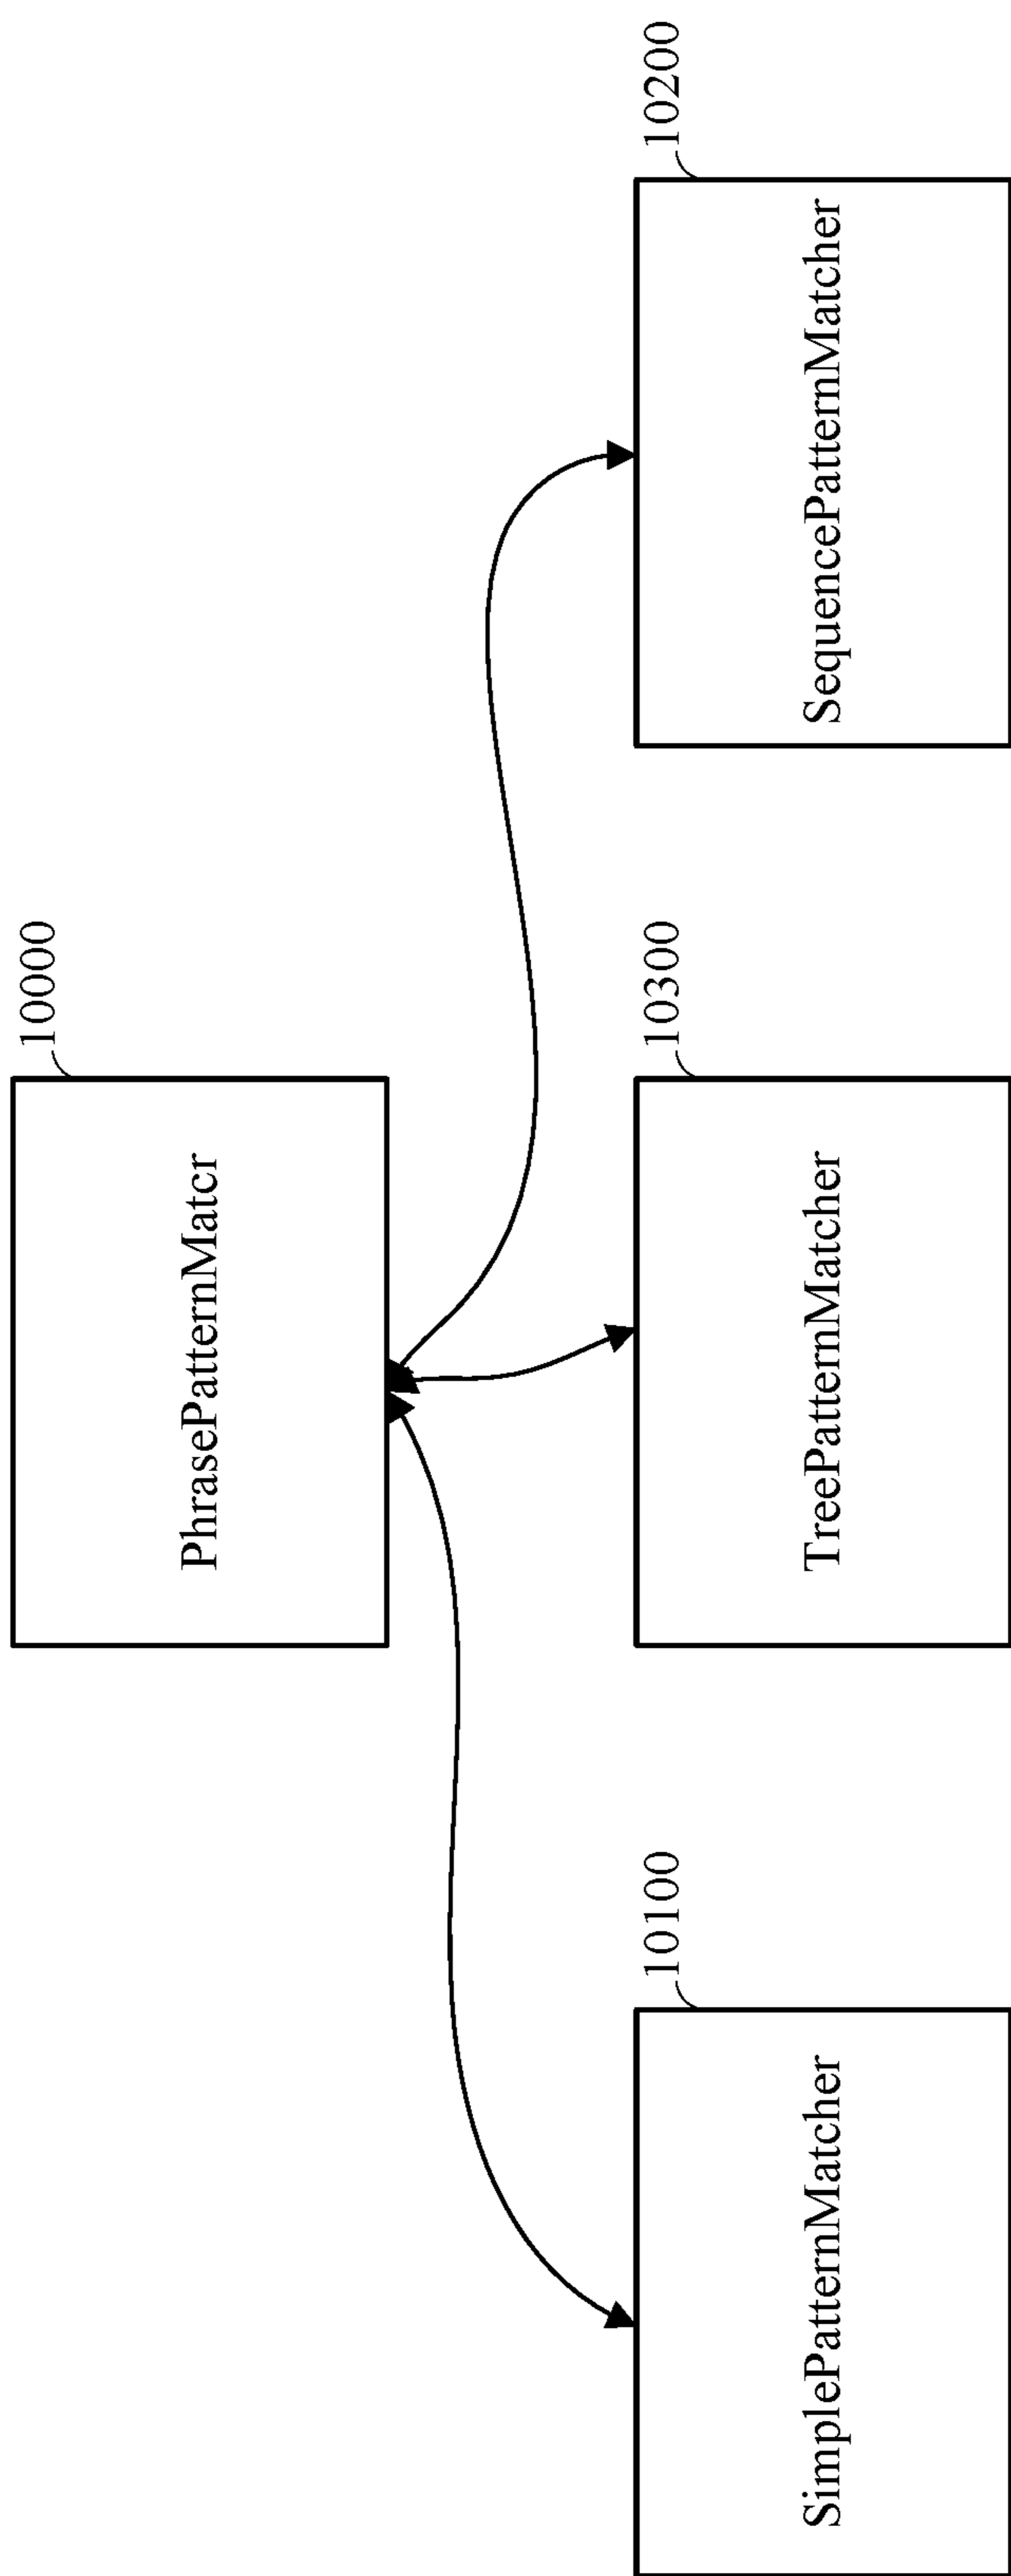 10000
PhrasePatternMatcr
10100
SimplePatternMatcher
10300
TreePatternMatcher
10200
SequencePatternMatcher